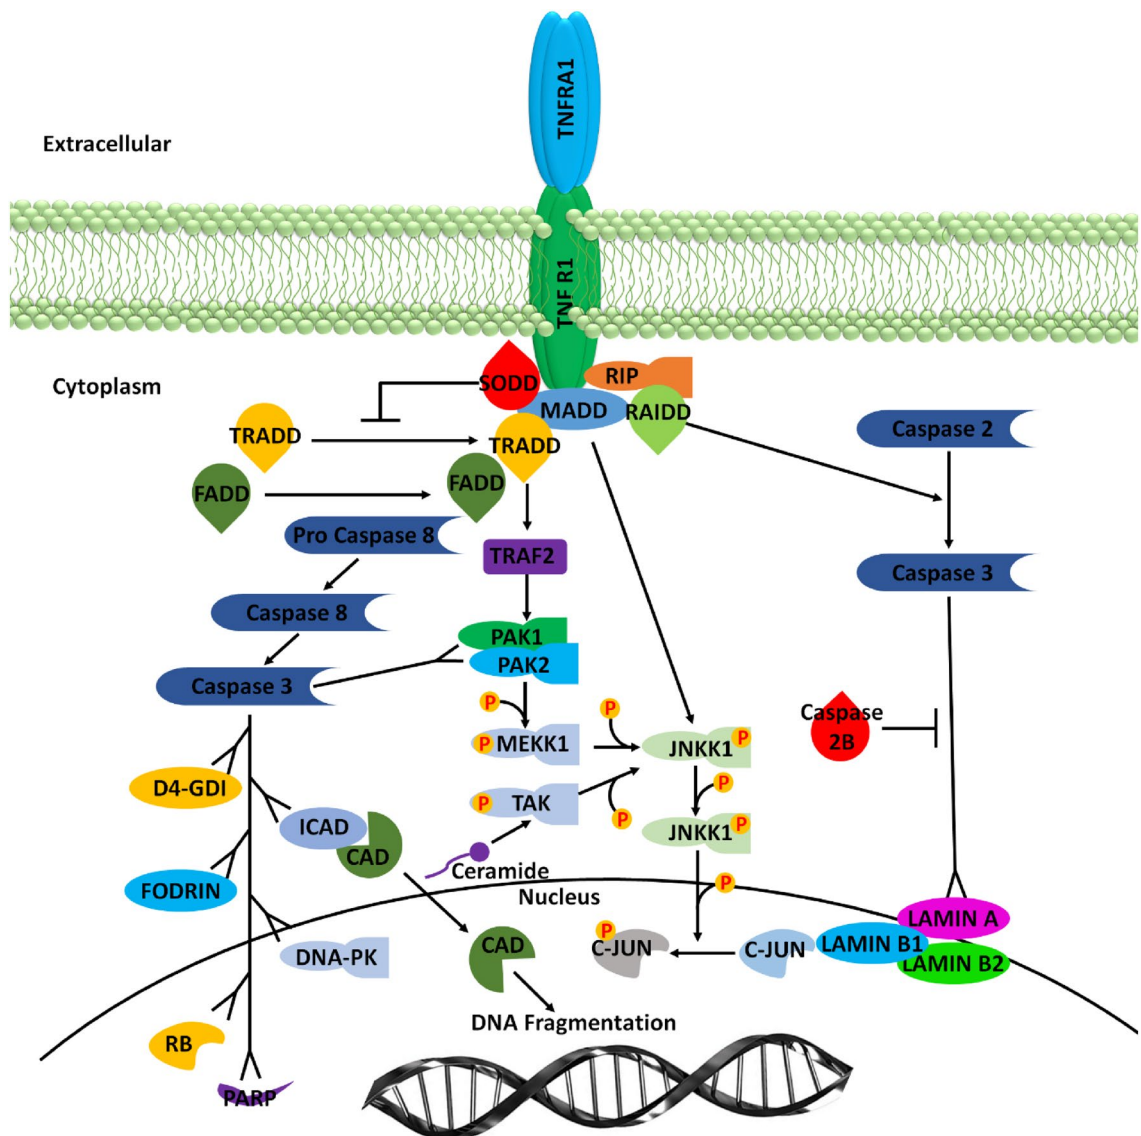 TNFRA1
Extracellular
TNF R1
Cytoplasm
SODD
RIP
MADD
RAIDD
TRADD
TRADD
Caspase 2
FADD
FADD
Pro Caspase 8
TRAF2
Caspase 3
Caspase 8
PAK1
PAK2
Caspase 3
P
P
P MEKK1
JNKK1 P
Caspase
2B
D4-GDI
P TAK
P
P
ICAD
CAD
JNKK1 P
Ceramide
FODRIN
Nucleus
P
LAMIN A
P
C-JUN
C-JUN
LAMIN B1
LAMIN B2
DNA-PK
CAD
DNA Fragmentation
RB
PARP